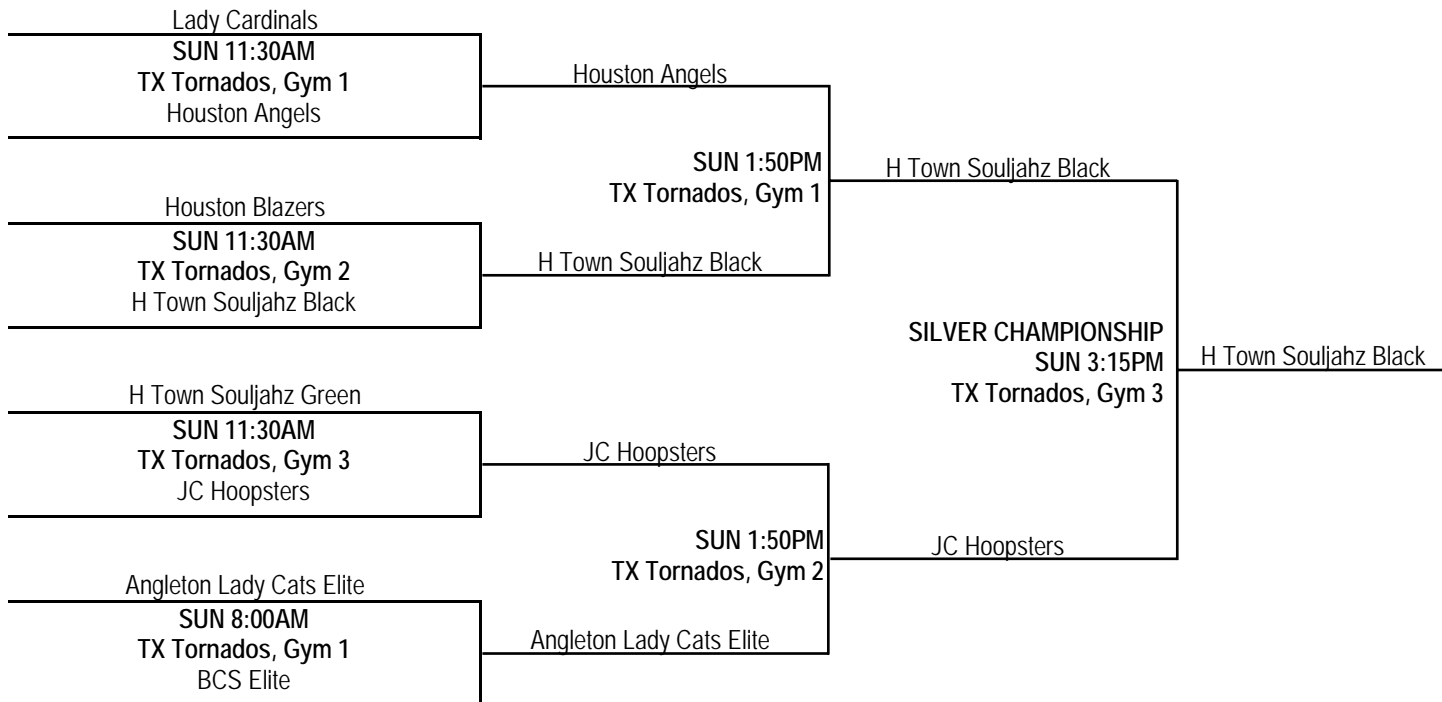 Lady Cardinals
SUN 11:30AM
TX Tornados, Gym 1
Houston Angels
Houston Angels
SUN 1:50PM
TX Tornados, Gym 1
H Town Souljahz Black
Houston Blazers
SUN 11:30AM
TX Tornados, Gym 2
H Town Souljahz Black
H Town Souljahz Black
SILVER CHAMPIONSHIP
SUN 3:15PM
TX Tornados, Gym 3
H Town Souljahz Black
H Town Souljahz Green
SUN 11:30AM
TX Tornados, Gym 3
JC Hoopsters
JC Hoopsters
SUN 1:50PM
TX Tornados, Gym 2
JC Hoopsters
Angleton Lady Cats Elite
SUN 8:00AM
TX Tornados, Gym 1
BCS Elite
Angleton Lady Cats Elite